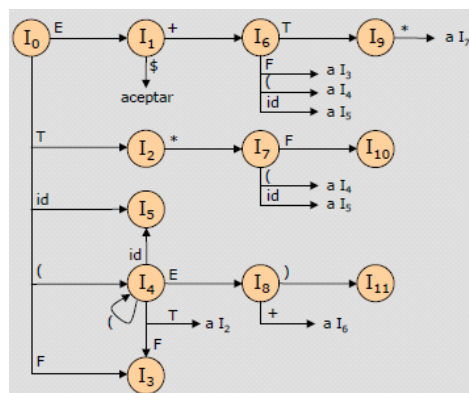 I0 E I1 + I6 T I9 * a I7
$ F a I3
aceptar ( a I4
id a I5
T I2 * I7 F I10
( a I4
id I5 id a I5
id
( I4 E I8 ) I11
( T a I2 + a I6
F
F I3